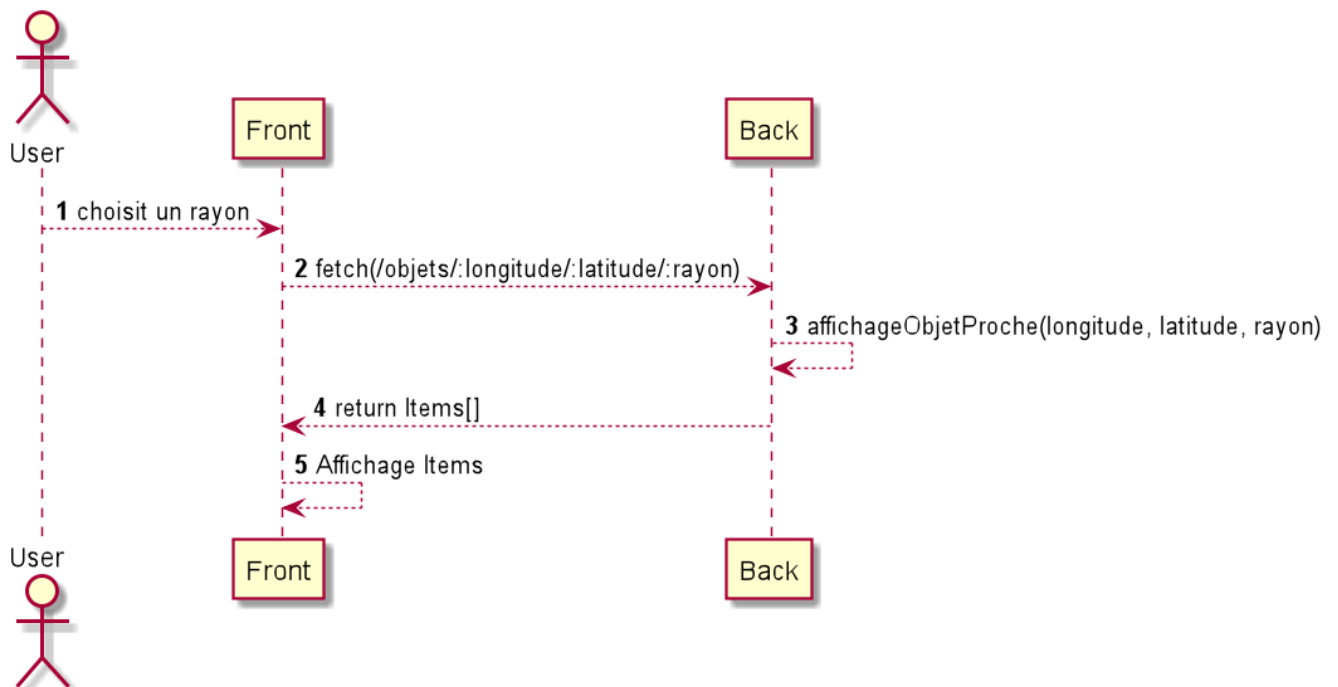 User
Front
Back
1 choisit un rayon
2 fetch(/objets/:longitude/:latitude/:rayon)
3 affichageObjetProche(longitude, latitude, rayon)
4 return Items[]
5 Affichage Items
User
Front
Back